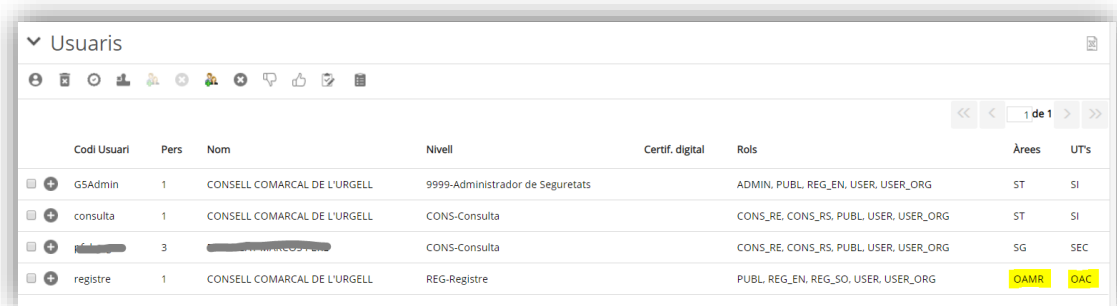 Usuaris
1 de 1
Codi Usuari Pers Nom Nivell Certif. digital Rols Àrees UT's
G5Admin 1 CONSELL COMARCAL DE L'URGELL 9999-Administrador de Seguretats ADMIN, PUBL, REG_EN, USER, USER_ORG ST SI
consulta 1 CONSELL COMARCAL DE L'URGELL CONS-Consulta CONS_RE, CONS_RS, PUBL, USER, USER_ORG ST SI
3 CONS-Consulta CONS_RE, CONS_RS, PUBL, USER, USER_ORG SG SEC
registre 1 CONSELL COMARCAL DE L'URGELL REG-Registre PUBL, REG_EN, REG_SO, USER, USER_ORG OAMR OAC